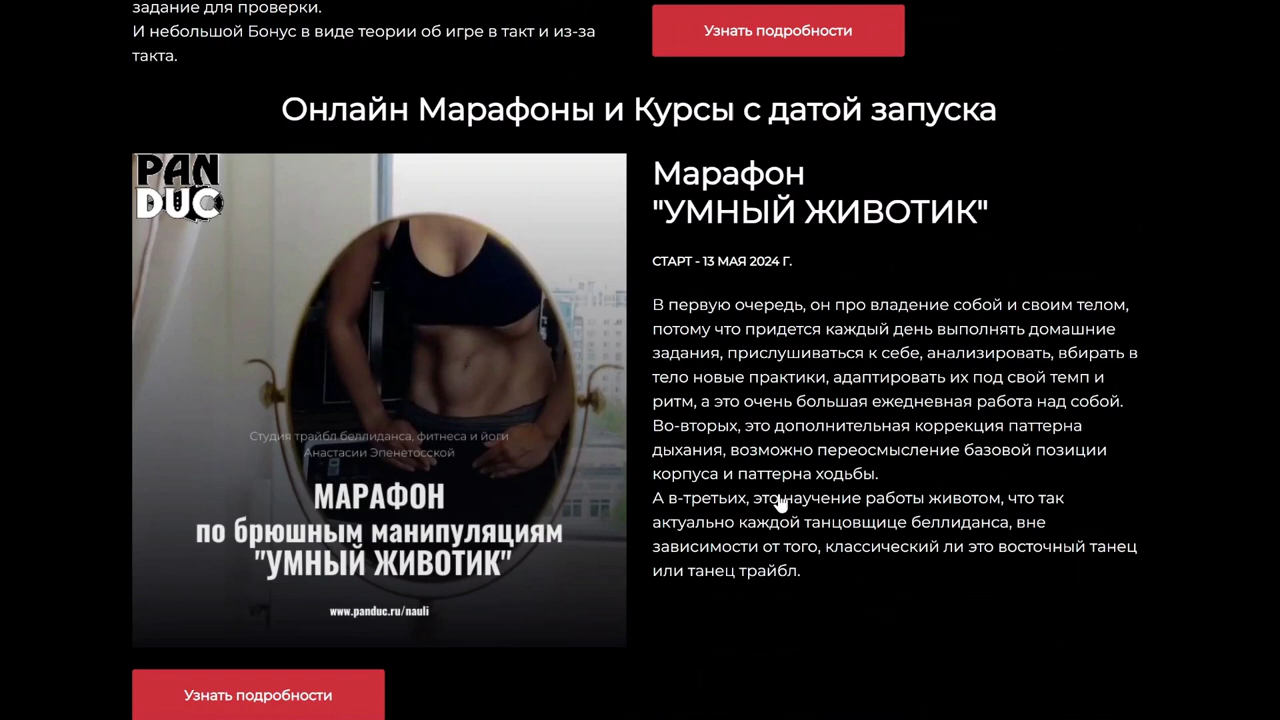 задание для проверки.
И небольшой Бонус в виде теории об игре в такт и из-за
такта.
Узнать подробности
Онлайн Марафоны и Курсы с датой запуска
PAN
DUC
Студия трайбл беллиданса, фитнеса и йоги
Анастасии Эпенетосской
МАРАФОН
по брюшным манипуляциям
"УМНЫЙ ЖИВОТИК"
www.panduc.ru/nauli
Узнать подробности
Марафон
"УМНЫЙ ЖИВОТИК"
СТАРТ - 13 МАЯ 2024 Г.
В первую очередь, он про владение собой и своим телом,
потому что придется каждый день выполнять домашние
задания, прислушиваться к себе, анализировать, вбирать в
тело новые практики, адаптировать их под свой темп и
ритм, а это очень большая ежедневная работа над собой.
Во-вторых, это дополнительная коррекция паттерна
дыхания, возможно переосмысление базовой позиции
корпуса и паттерна ходьбы.
А в-третьих, это научение работы животом, что так
актуально каждой танцовщице беллиданса, вне
зависимости от того, классический ли это восточный танец
или танец трайбл.